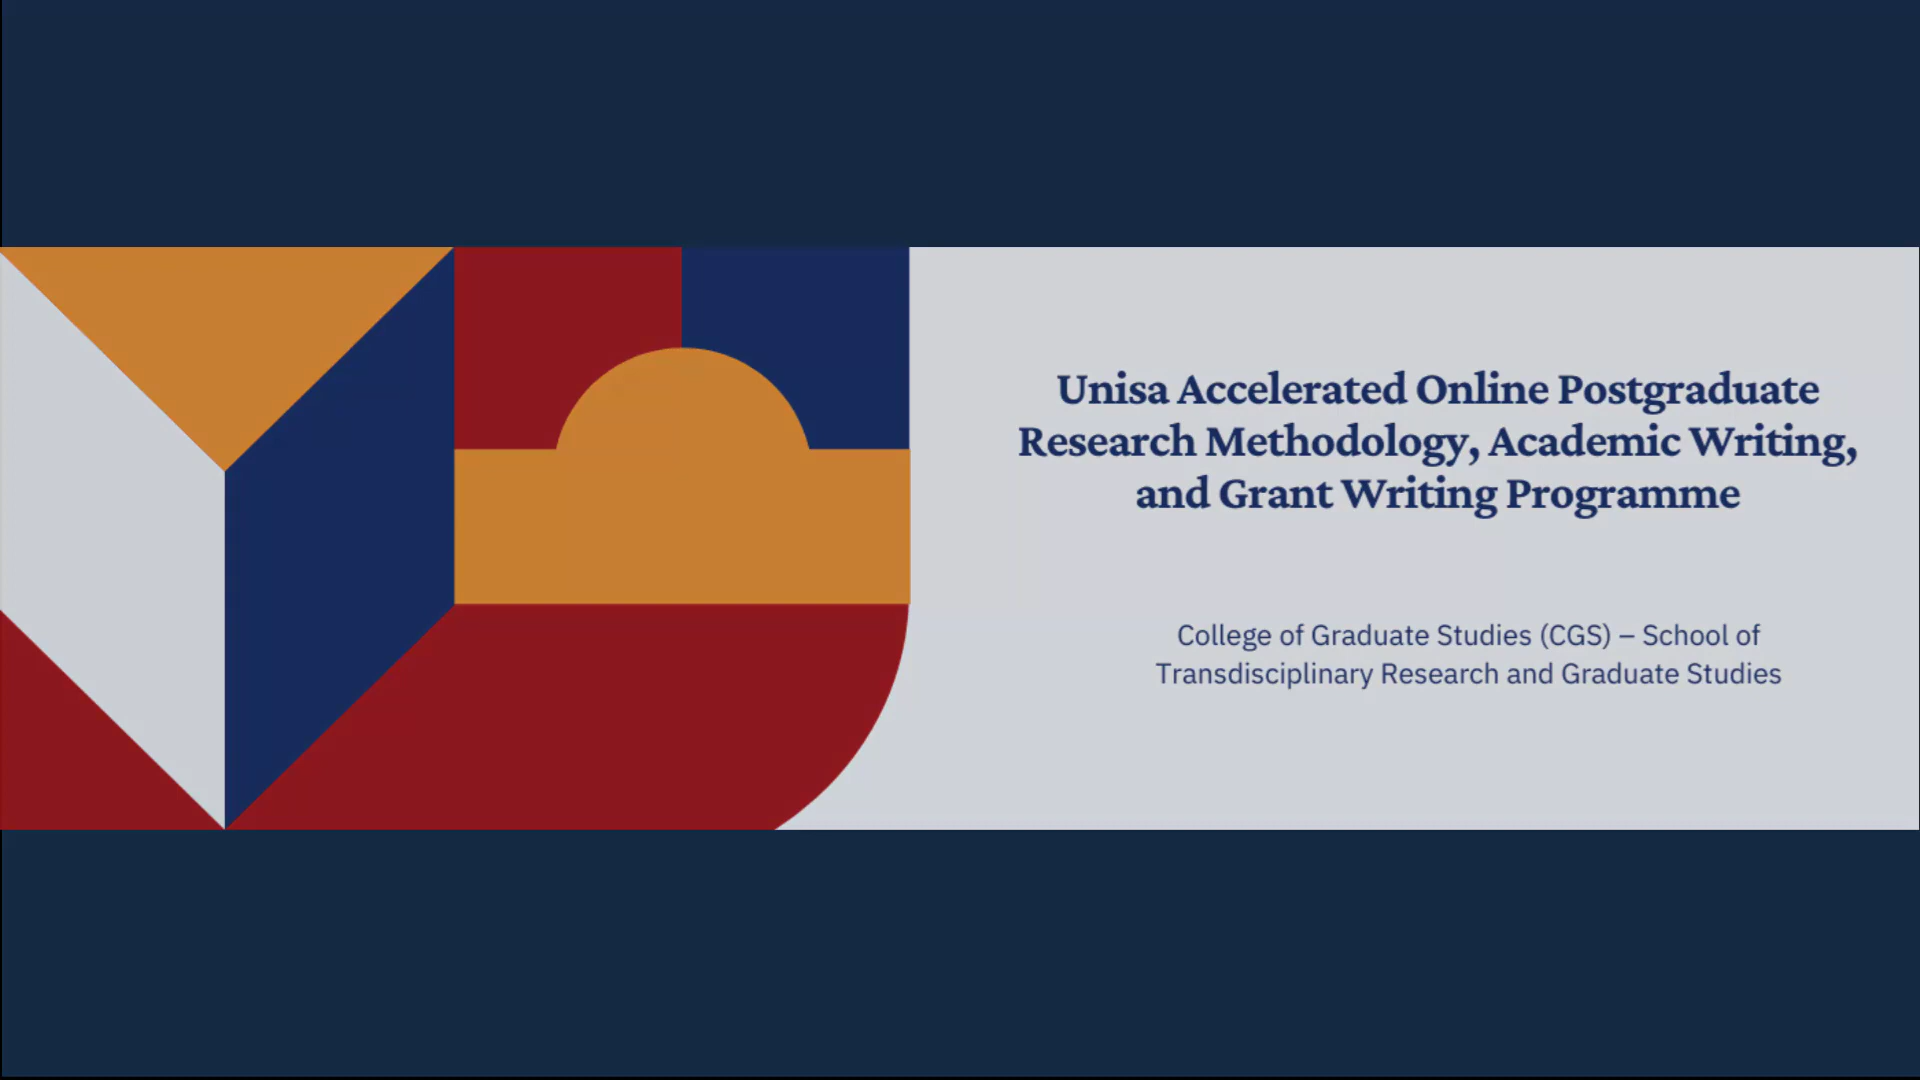 Unisa Accelerated Online Postgraduate
Research Methodology, Academic Writing,
and Grant Writing Programme
College of Graduate Studies (CGS) – School of
Transdisciplinary Research and Graduate Studies